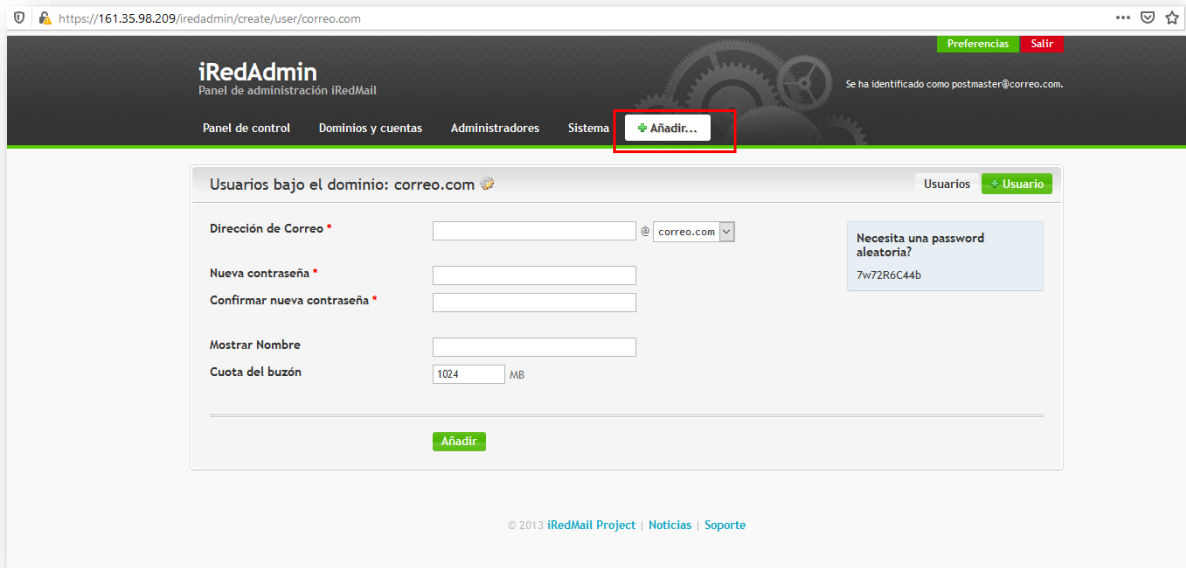 https://161.35.98.209/iredadmin/create/user/correo.com
Preferencias Salir
iRedAdmin
Panel de administración iRedMail
Se ha identificado como postmaster@correo.com.
Panel de control Dominios y cuentas Administradores Sistema Añadir...
Usuarios bajo el dominio: correo.com Usuarios + Usuario
Dirección de Correo * @ correo.com
Necesita una password
aleatoria?
7w72R6C44b
Nueva contraseña *
Confirmar nueva contraseña *
Mostrar Nombre
Cuota del buzón 1024 MB
Añadir
© 2013 iRedMail Project | Noticias | Soporte